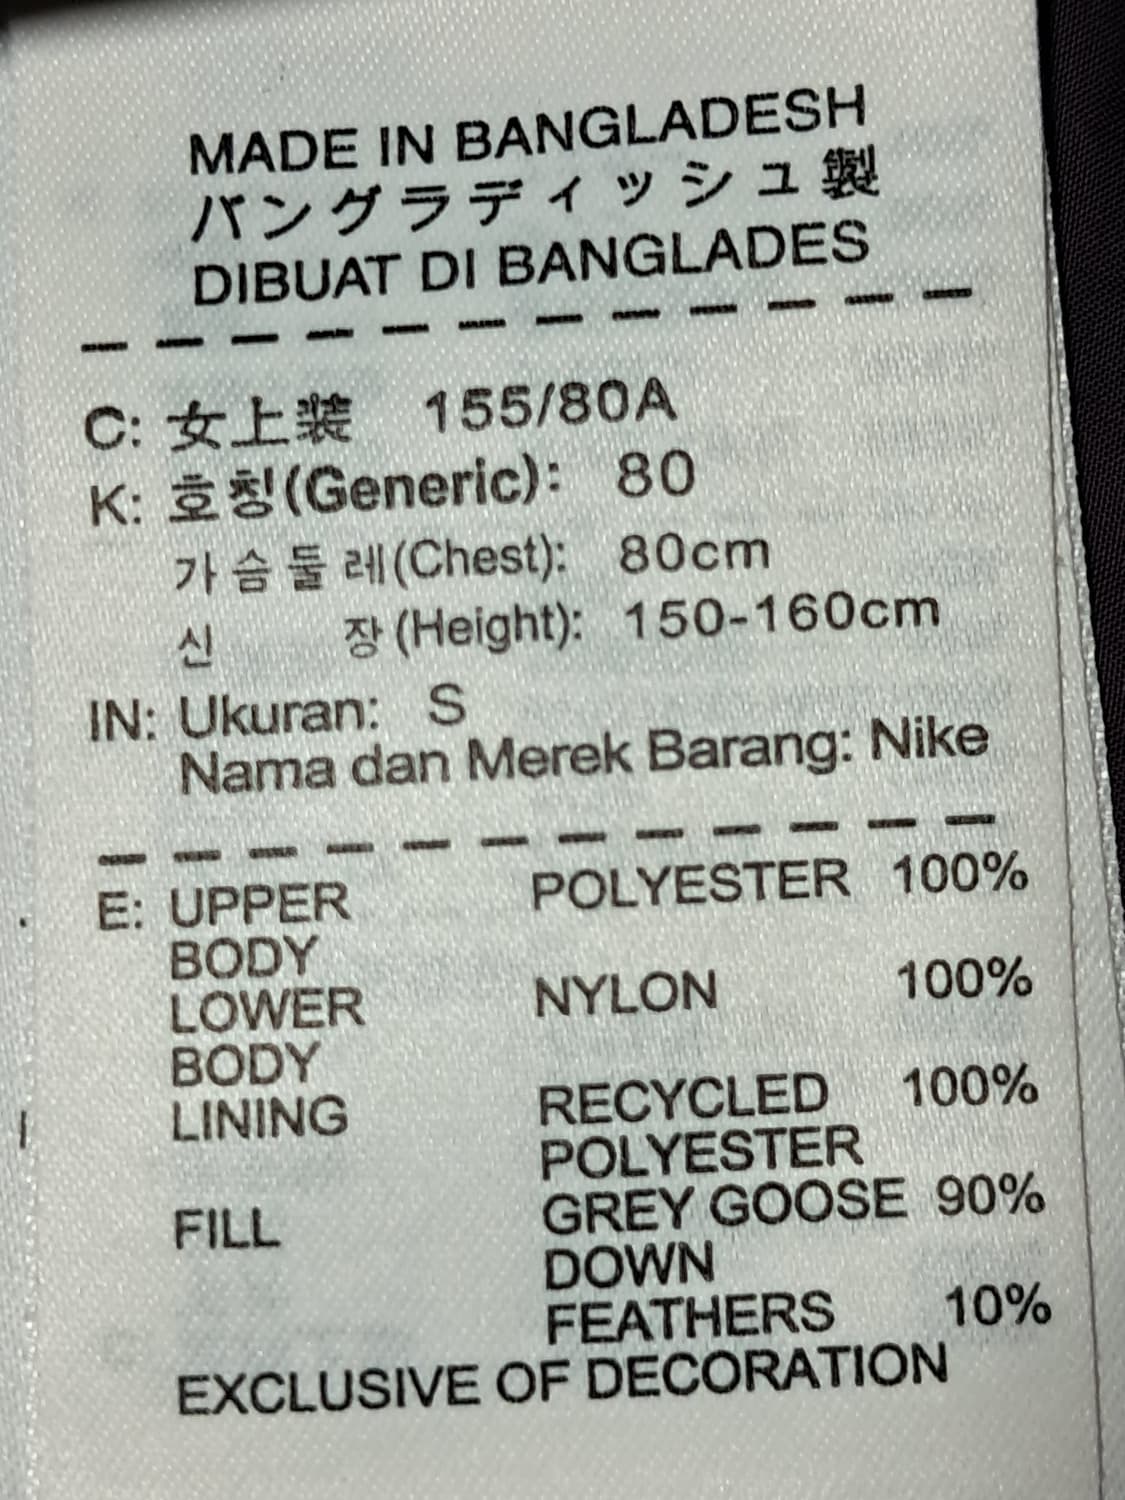 MADE IN BANGLADESH
バングラディッシュ製
DIBUAT DI BANGLADES
C: 女上装 155/80A
K: 호칭(Generic): 80
가슴둘레(Chest): 80cm
신 장(Height): 150-160cm
IN: Ukuran: S
Nama dan Merek Barang: Nike
E: UPPER POLYESTER 100%
BODY
LOWER NYLON 100%
BODY
LINING RECYCLED 100%
POLYESTER
FILL GREY GOOSE 90%
DOWN
FEATHERS 10%
EXCLUSIVE OF DECORATION